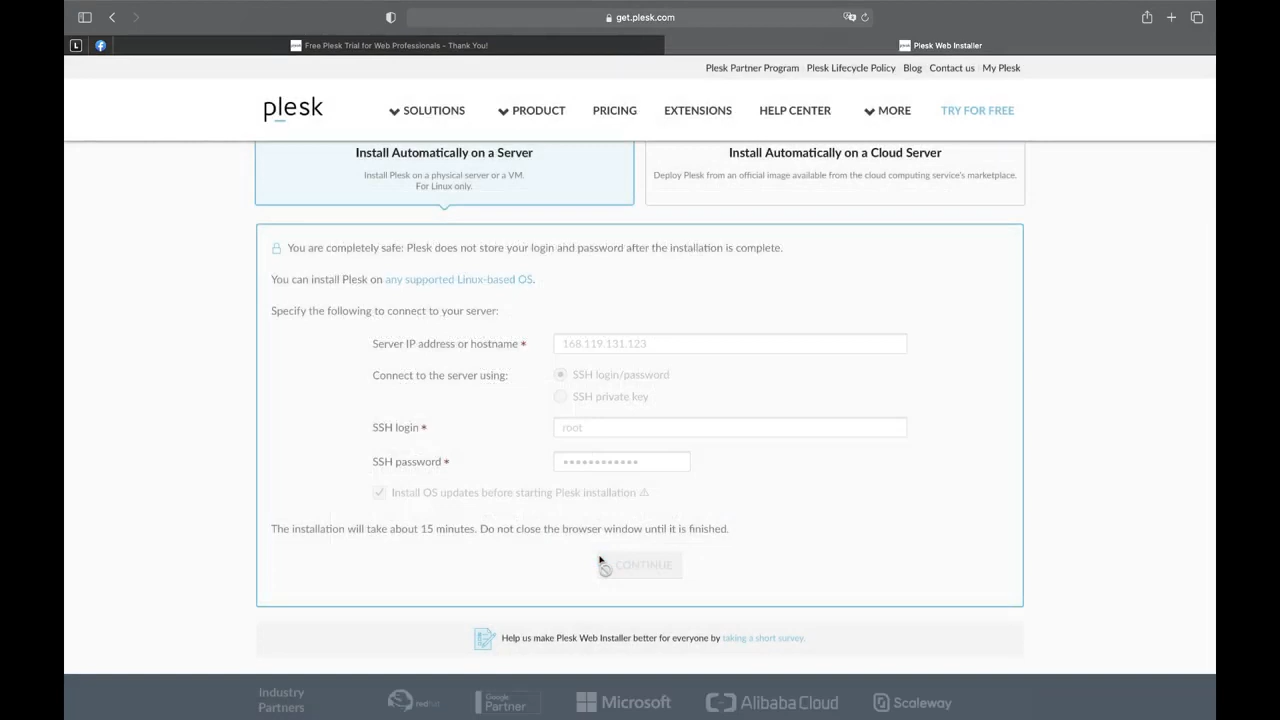 get.plesk.com
L
Free Plesk Trial for Web Professionals - Thank You!
Plesk Web Installer
Plesk Partner Program
Plesk Lifecycle Policy
Blog
Contact us
My Plesk
plesk
SOLUTIONS
PRODUCT
PRICING
EXTENSIONS
HELP CENTER
MORE
TRY FOR FREE
Install Automatically on a Server
Install Plesk on a physical server or a VM.
For Linux only.
Install Automatically on a Cloud Server
Deploy Plesk from an official image available from the cloud computing service's marketplace.
You are completely safe: Plesk does not store your login and password after the installation is complete.
You can install Plesk on any supported Linux-based OS.
Specify the following to connect to your server:
Server IP address or hostname *
168.119.131.123
Connect to the server using:
SSH login/password
SSH private key
SSH login *
root
SSH password *
••••••••••••
Install OS updates before starting Plesk installation
The installation will take about 15 minutes. Do not close the browser window until it is finished.
CONTINUE
Help us make Plesk Web Installer better for everyone by taking a short survey.
Industry
Partners
redhat
Google
Partner
Microsoft
Alibaba Cloud
Scaleway